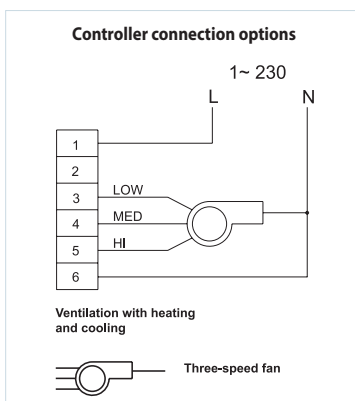 Controller connection options
1~ 230
L N
1
2
3 LOW
4 MED
5 HI
6
Ventilation with heating
and cooling
Three-speed fan